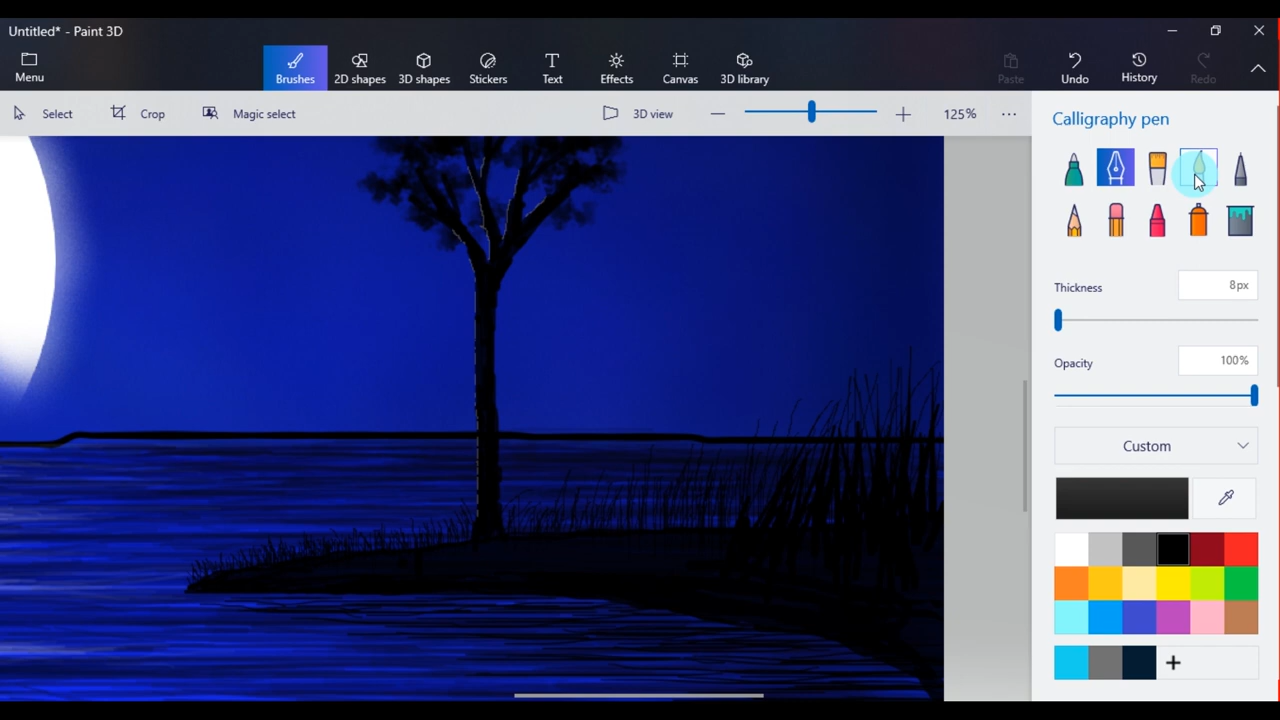 Untitled* - Paint 3D
Menu
Brushes
2D shapes
3D shapes
Stickers
Text
Effects
Canvas
3D library
Paste
Undo
History
Redo
Select
Crop
Magic select
3D view
125%
Calligraphy pen
Thickness
8px
Opacity
100%
Custom